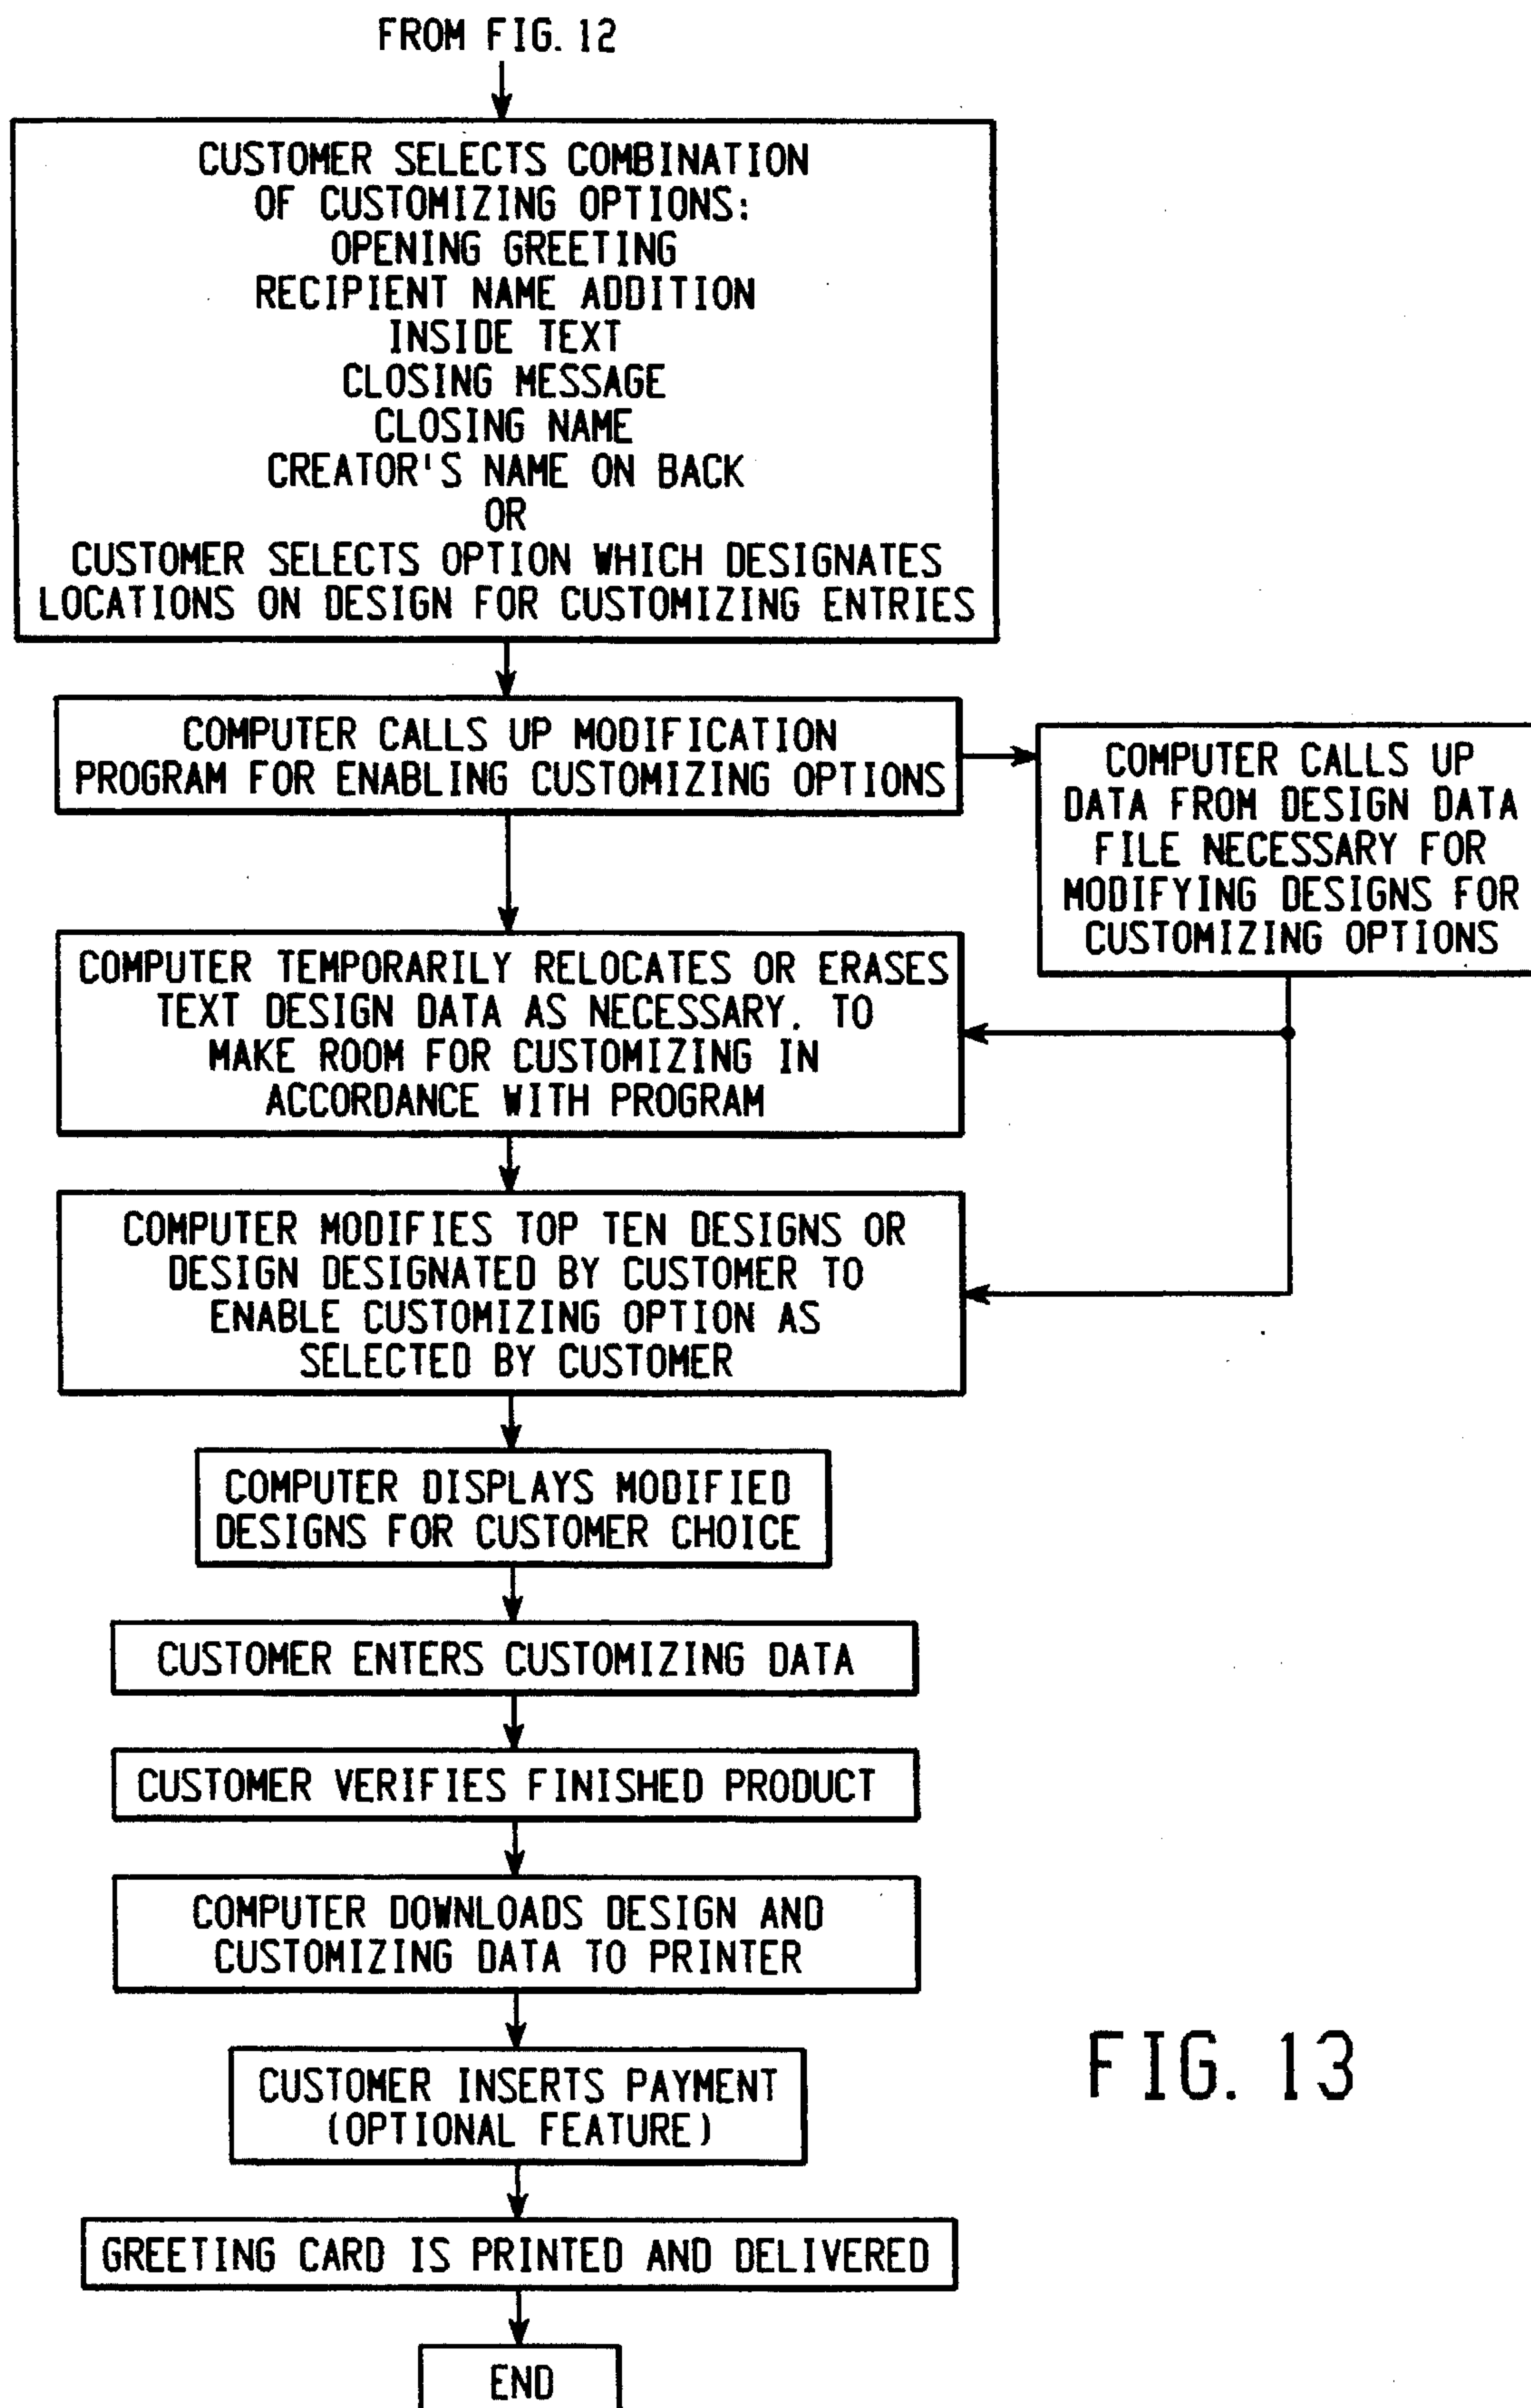 FROM FIG. 12
CUSTOMER SELECTS COMBINATION
OF CUSTOMIZING OPTIONS:
OPENING GREETING
RECIPIENT NAME ADDITION
INSIDE TEXT
CLOSING MESSAGE
CLOSING NAME
CREATOR'S NAME ON BACK
OR
CUSTOMER SELECTS OPTION WHICH DESIGNATES
LOCATIONS ON DESIGN FOR CUSTOMIZING ENTRIES
COMPUTER CALLS UP MODIFICATION
PROGRAM FOR ENABLING CUSTOMIZING OPTIONS
COMPUTER CALLS UP
DATA FROM DESIGN DATA
FILE NECESSARY FOR
MODIFYING DESIGNS FOR
CUSTOMIZING OPTIONS
COMPUTER TEMPORARILY RELOCATES OR ERASES
TEXT DESIGN DATA AS NECESSARY. TO
MAKE ROOM FOR CUSTOMIZING IN
ACCORDANCE WITH PROGRAM
COMPUTER MODIFIES TOP TEN DESIGNS OR
DESIGN DESIGNATED BY CUSTOMER TO
ENABLE CUSTOMIZING OPTION AS
SELECTED BY CUSTOMER
COMPUTER DISPLAYS MODIFIED
DESIGNS FOR CUSTOMER CHOICE
CUSTOMER ENTERS CUSTOMIZING DATA
CUSTOMER VERIFIES FINISHED PRODUCT
COMPUTER DOWNLOADS DESIGN AND
CUSTOMIZING DATA TO PRINTER
CUSTOMER INSERTS PAYMENT
(OPTIONAL FEATURE)
GREETING CARD IS PRINTED AND DELIVERED
END
FIG. 13